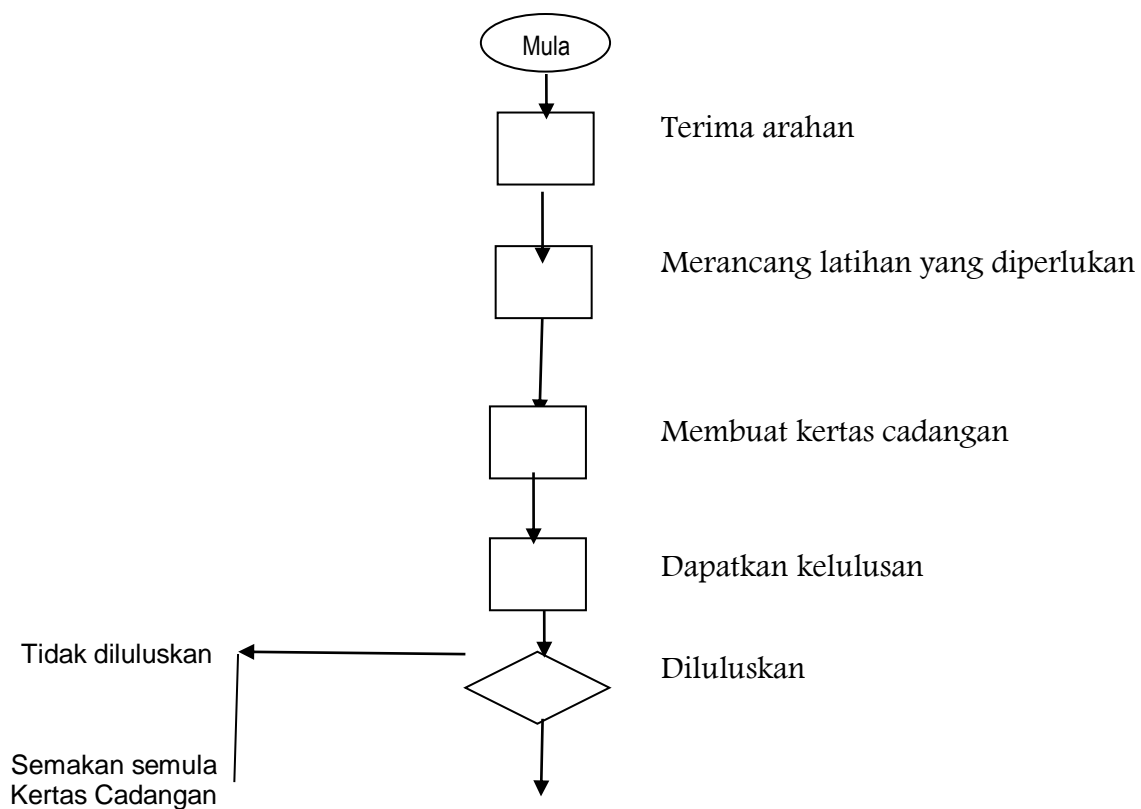 Mula
Terima arahan
Merancang latihan yang diperlukan
Membuat kertas cadangan
Dapatkan kelulusan
Tidak diluluskan
Diluluskan
Semakan semula
Kertas Cadangan